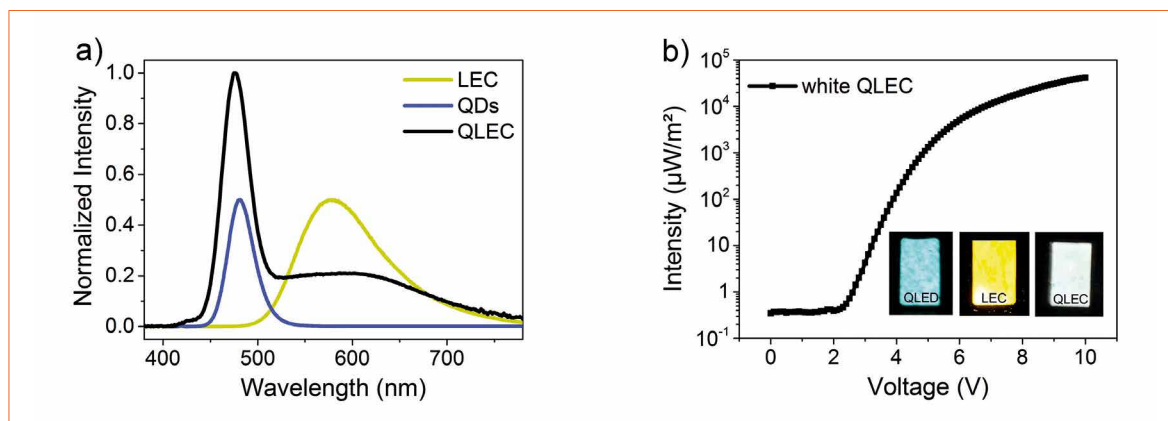 a)
Normalized Intensity
1.0
0.8
0.6
0.4
0.2
0.0
LEC
QDs
QLEC
400
500
600
700
Wavelength (nm)
b)
Intensity (µW/m²)
10⁵
10⁴
10³
10²
10
1
10⁻¹
white QLEC
QLED
LEC
QLEC
0
2
4
6
8
10
Voltage (V)